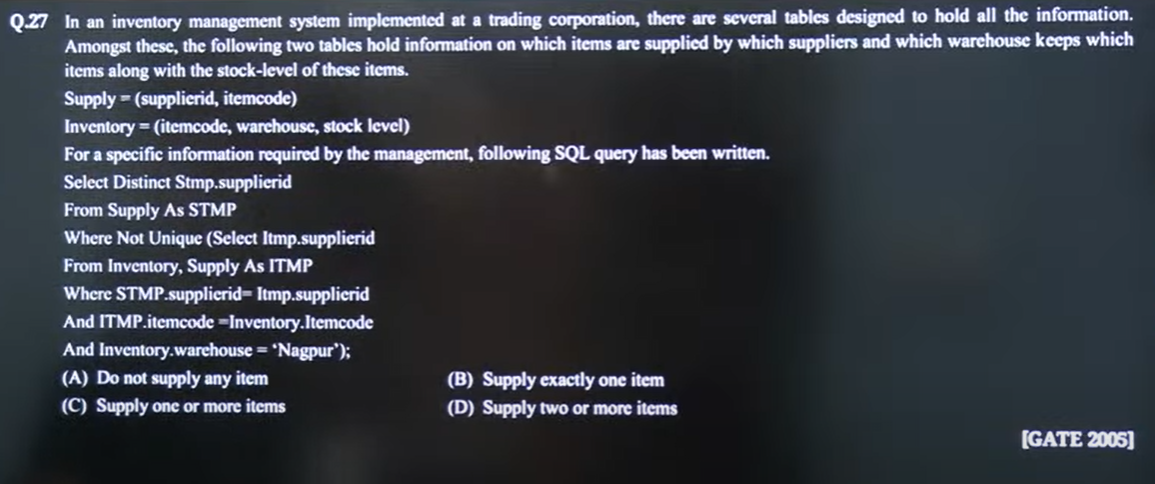 Q.27 In an inventory management system implemented at a trading corporation, there are several tables designed to hold all the information.
Amongst these, the following two tables hold information on which items are supplied by which suppliers and which warehouse keeps which
items along with the stock-level of these items.
Supply = (supplierid, itemcode)
Inventory = (itemcode, warehouse, stock level)
For a specific information required by the management, following SQL query has been written.
Select Distinct Stmp.supplierid
From Supply As STMP
Where Not Unique (Select Itmp.supplierid
From Inventory, Supply As ITMP
Where STMP.supplierid= Itmp.supplierid
And ITMP.itemcode =Inventory.Itemcode
And Inventory.warehouse = ‘Nagpur’);
(A) Do not supply any item (B) Supply exactly one item
(C) Supply one or more items (D) Supply two or more items
[GATE 2005]